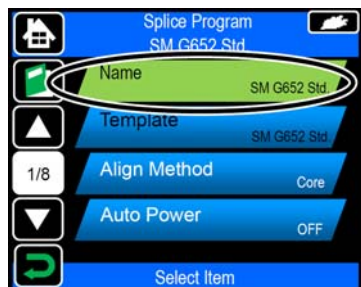 Splice Program
SM G652 Std.
Name
SM G652 Std.
Template
SM G652 Std
1/8
Align Method
Core
Auto Power
OFF
Select Item